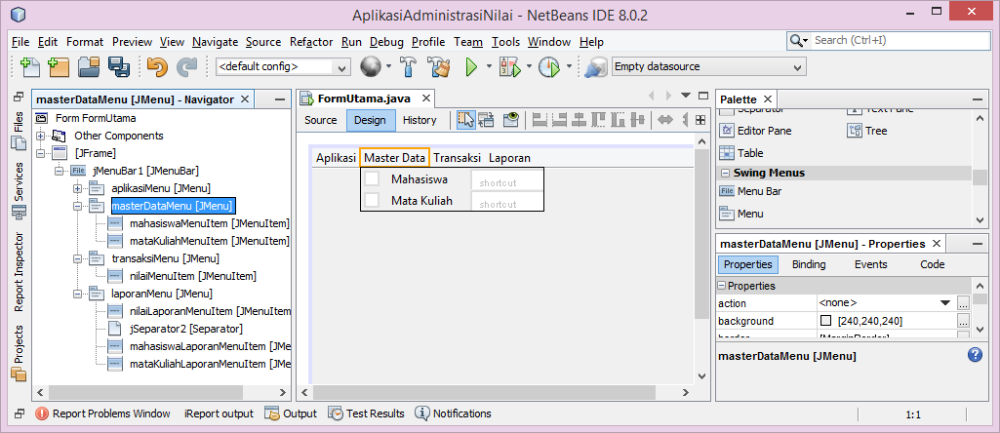 AplikasiAdministrasiNilai - NetBeans IDE 8.0.2
File Edit Format Preview View Navigate Source Refactor Run Debug Profile Team Tools Window Help
Search (Ctrl+I)
<default config>
Empty datasource
Files
Services
Report Inspector
Projects
masterDataMenu [JMenu] - Navigator
Form FormUtama
Other Components
[JFrame]
jMenuBar1 [JMenuBar]
aplikasiMenu [JMenu]
masterDataMenu [JMenu]
mahasiswaMenuItem [JMenuItem]
mataKuliahMenuItem [JMenuItem]
transaksiMenu [JMenu]
nilaiMenuItem [JMenuItem]
laporanMenu [JMenu]
nilaiLaporanMenuItem [JMenuItem
jSeparator2 [Separator]
mahasiswaLaporanMenuItem [JMe
mataKuliahLaporanMenuItem [JMe
FormUtama.java
Source Design History
Aplikasi Master Data Transaksi Laporan
Mahasiswa shortcut
Mata Kuliah shortcut
Palette
Separator Text Pane
Editor Pane Tree
Table
Swing Menus
Menu Bar
Menu
masterDataMenu [JMenu] - Properties
Properties Binding Events Code
Properties
action <none> ...
background [240,240,240] ...
border [MarginBorder]
masterDataMenu [JMenu]
Report Problems Window iReport output Output Test Results Notifications
1:1